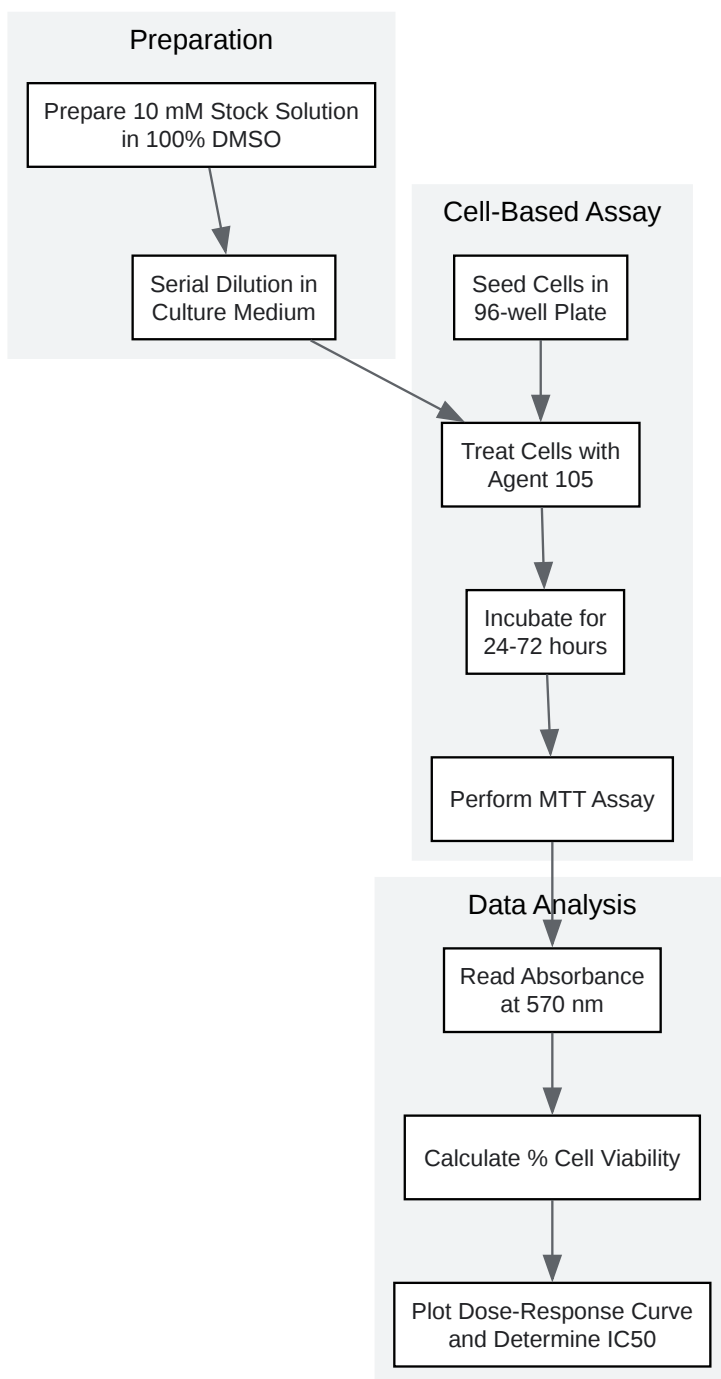 Preparation
Prepare 10 mM Stock Solution
in 100% DMSO
Serial Dilution in
Culture Medium
Cell-Based Assay
Seed Cells in
96-well Plate
Treat Cells with
Agent 105
Incubate for
24-72 hours
Perform MTT Assay
Data Analysis
Read Absorbance
at 570 nm
Calculate % Cell Viability
Plot Dose-Response Curve
and Determine IC50